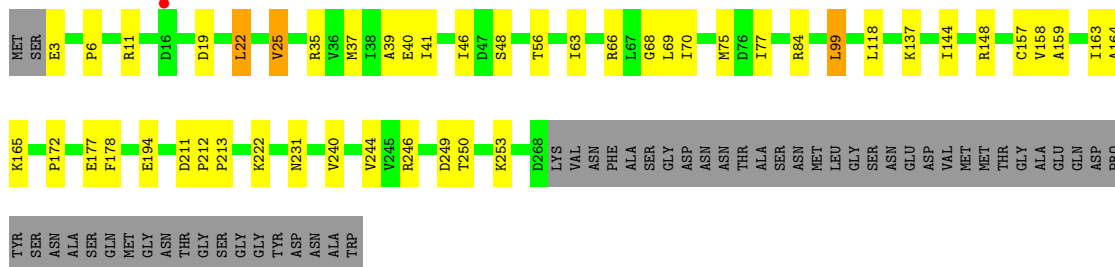 MET SER E3 P6 R11 D16 D19 L22 V25 R35 V36 M37 I38 A39 E40 I41 I46 D47 S48 T56 I63 R66 L67 G68 L69 I70 M75 D76 I77 R84 L99 L118 K137 I144 R148 C157 V158 A159 I163 A164
K165 P172 E177 F178 E194 D211 P212 P213 K222 N231 V240 V244 V245 R246 D249 T250 K253 D268 LYS VAL ASN PHE ALA SER GLY ASP ASN ASN THR ALA SER ASN MET LEU GLY SER ASN GLU ASP VAL MET MET THR GLY ALA GLU GLN ASP PRO
TYR SER ASN ALA SER GLN MET GLY ASN THR GLY SER GLY GLY TYR ASP ASN ALA TRP